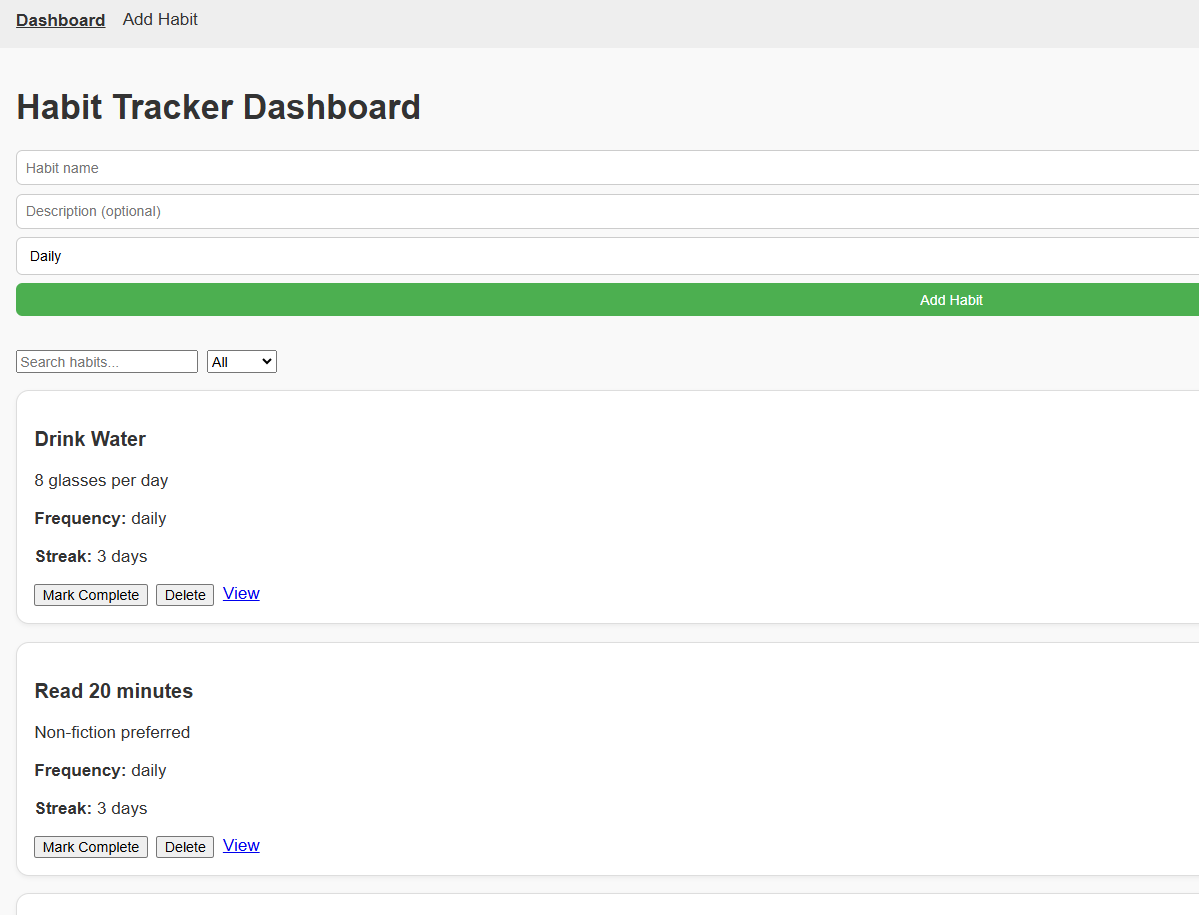 Dashboard Add Habit
Habit Tracker Dashboard
Habit name
Description (optional)
Daily
Add Habit
Search habits... All
Drink Water
8 glasses per day
Frequency: daily
Streak: 3 days
Mark Complete Delete View
Read 20 minutes
Non-fiction preferred
Frequency: daily
Streak: 3 days
Mark Complete Delete View